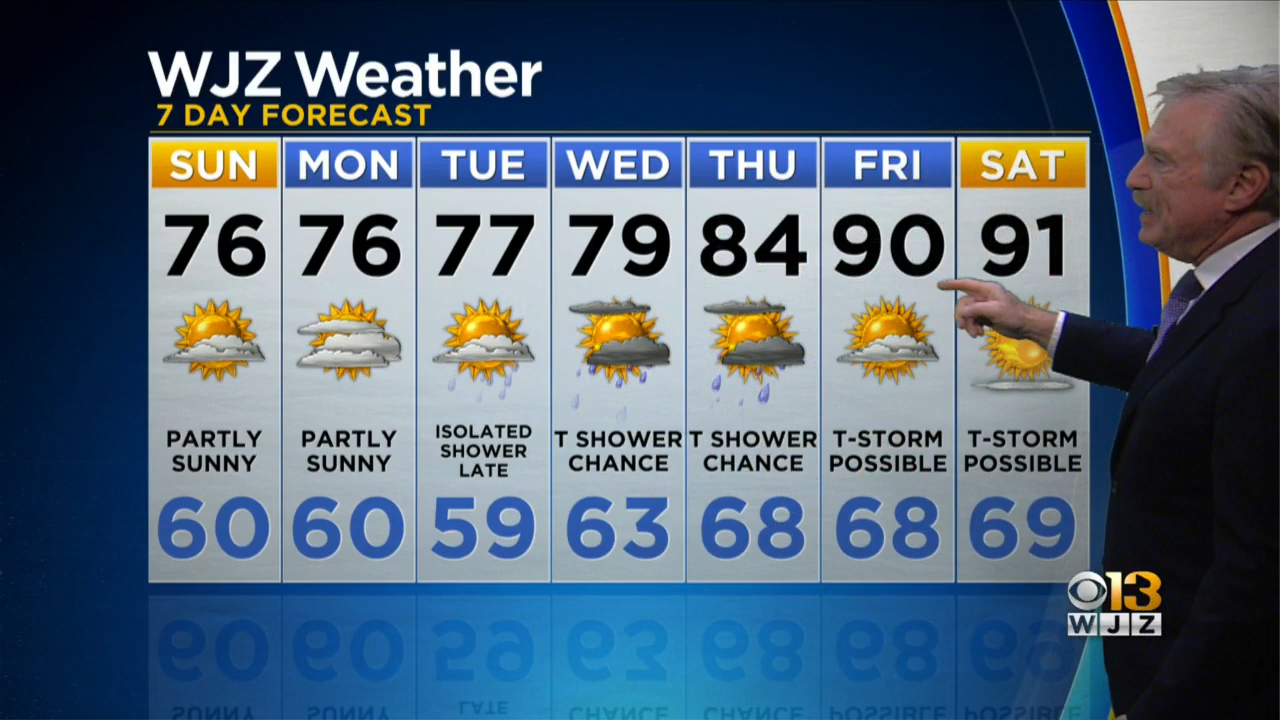 WJZ Weather
7 DAY FORECAST
SUN MON TUE WED THU FRI SAT
76 76 77 79 84 90 91
PARTLY SUNNY
PARTLY SUNNY
ISOLATED SHOWER LATE
T SHOWER CHANCE
T SHOWER CHANCE
T-STORM POSSIBLE
T-STORM POSSIBLE
60 60 59 63 68 68 69
13
WJZ